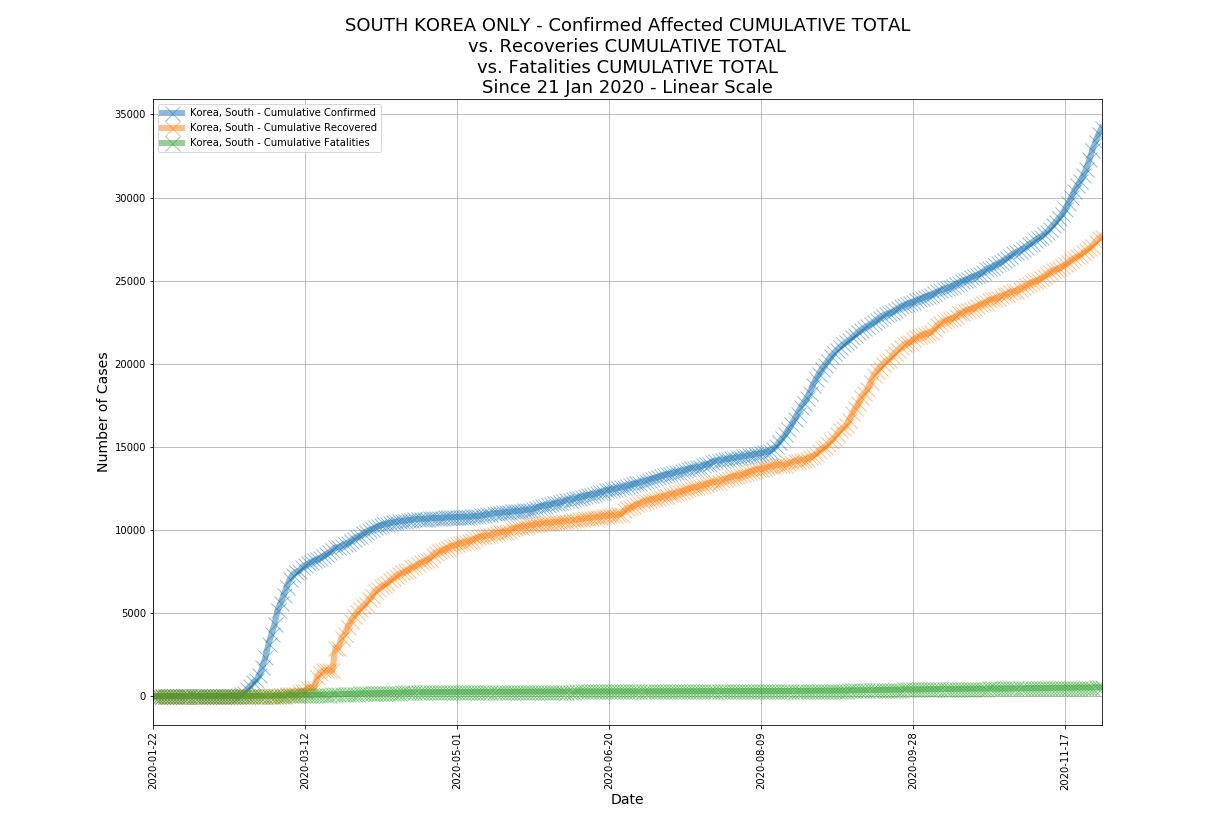 SOUTH KOREA ONLY - Confirmed Affected CUMULATIVE TOTAL
vs. Recoveries CUMULATIVE TOTAL
vs. Fatalities CUMULATIVE TOTAL
Since 21 Jan 2020 - Linear Scale
Korea, South - Cumulative Confirmed
Korea, South - Cumulative Recovered
Korea, South - Cumulative Fatalities
Number of Cases
35000
30000
25000
20000
15000
10000
5000
0
2020-01-22
2020-03-12
2020-05-01
2020-06-20
2020-08-09
2020-09-28
2020-11-17
Date